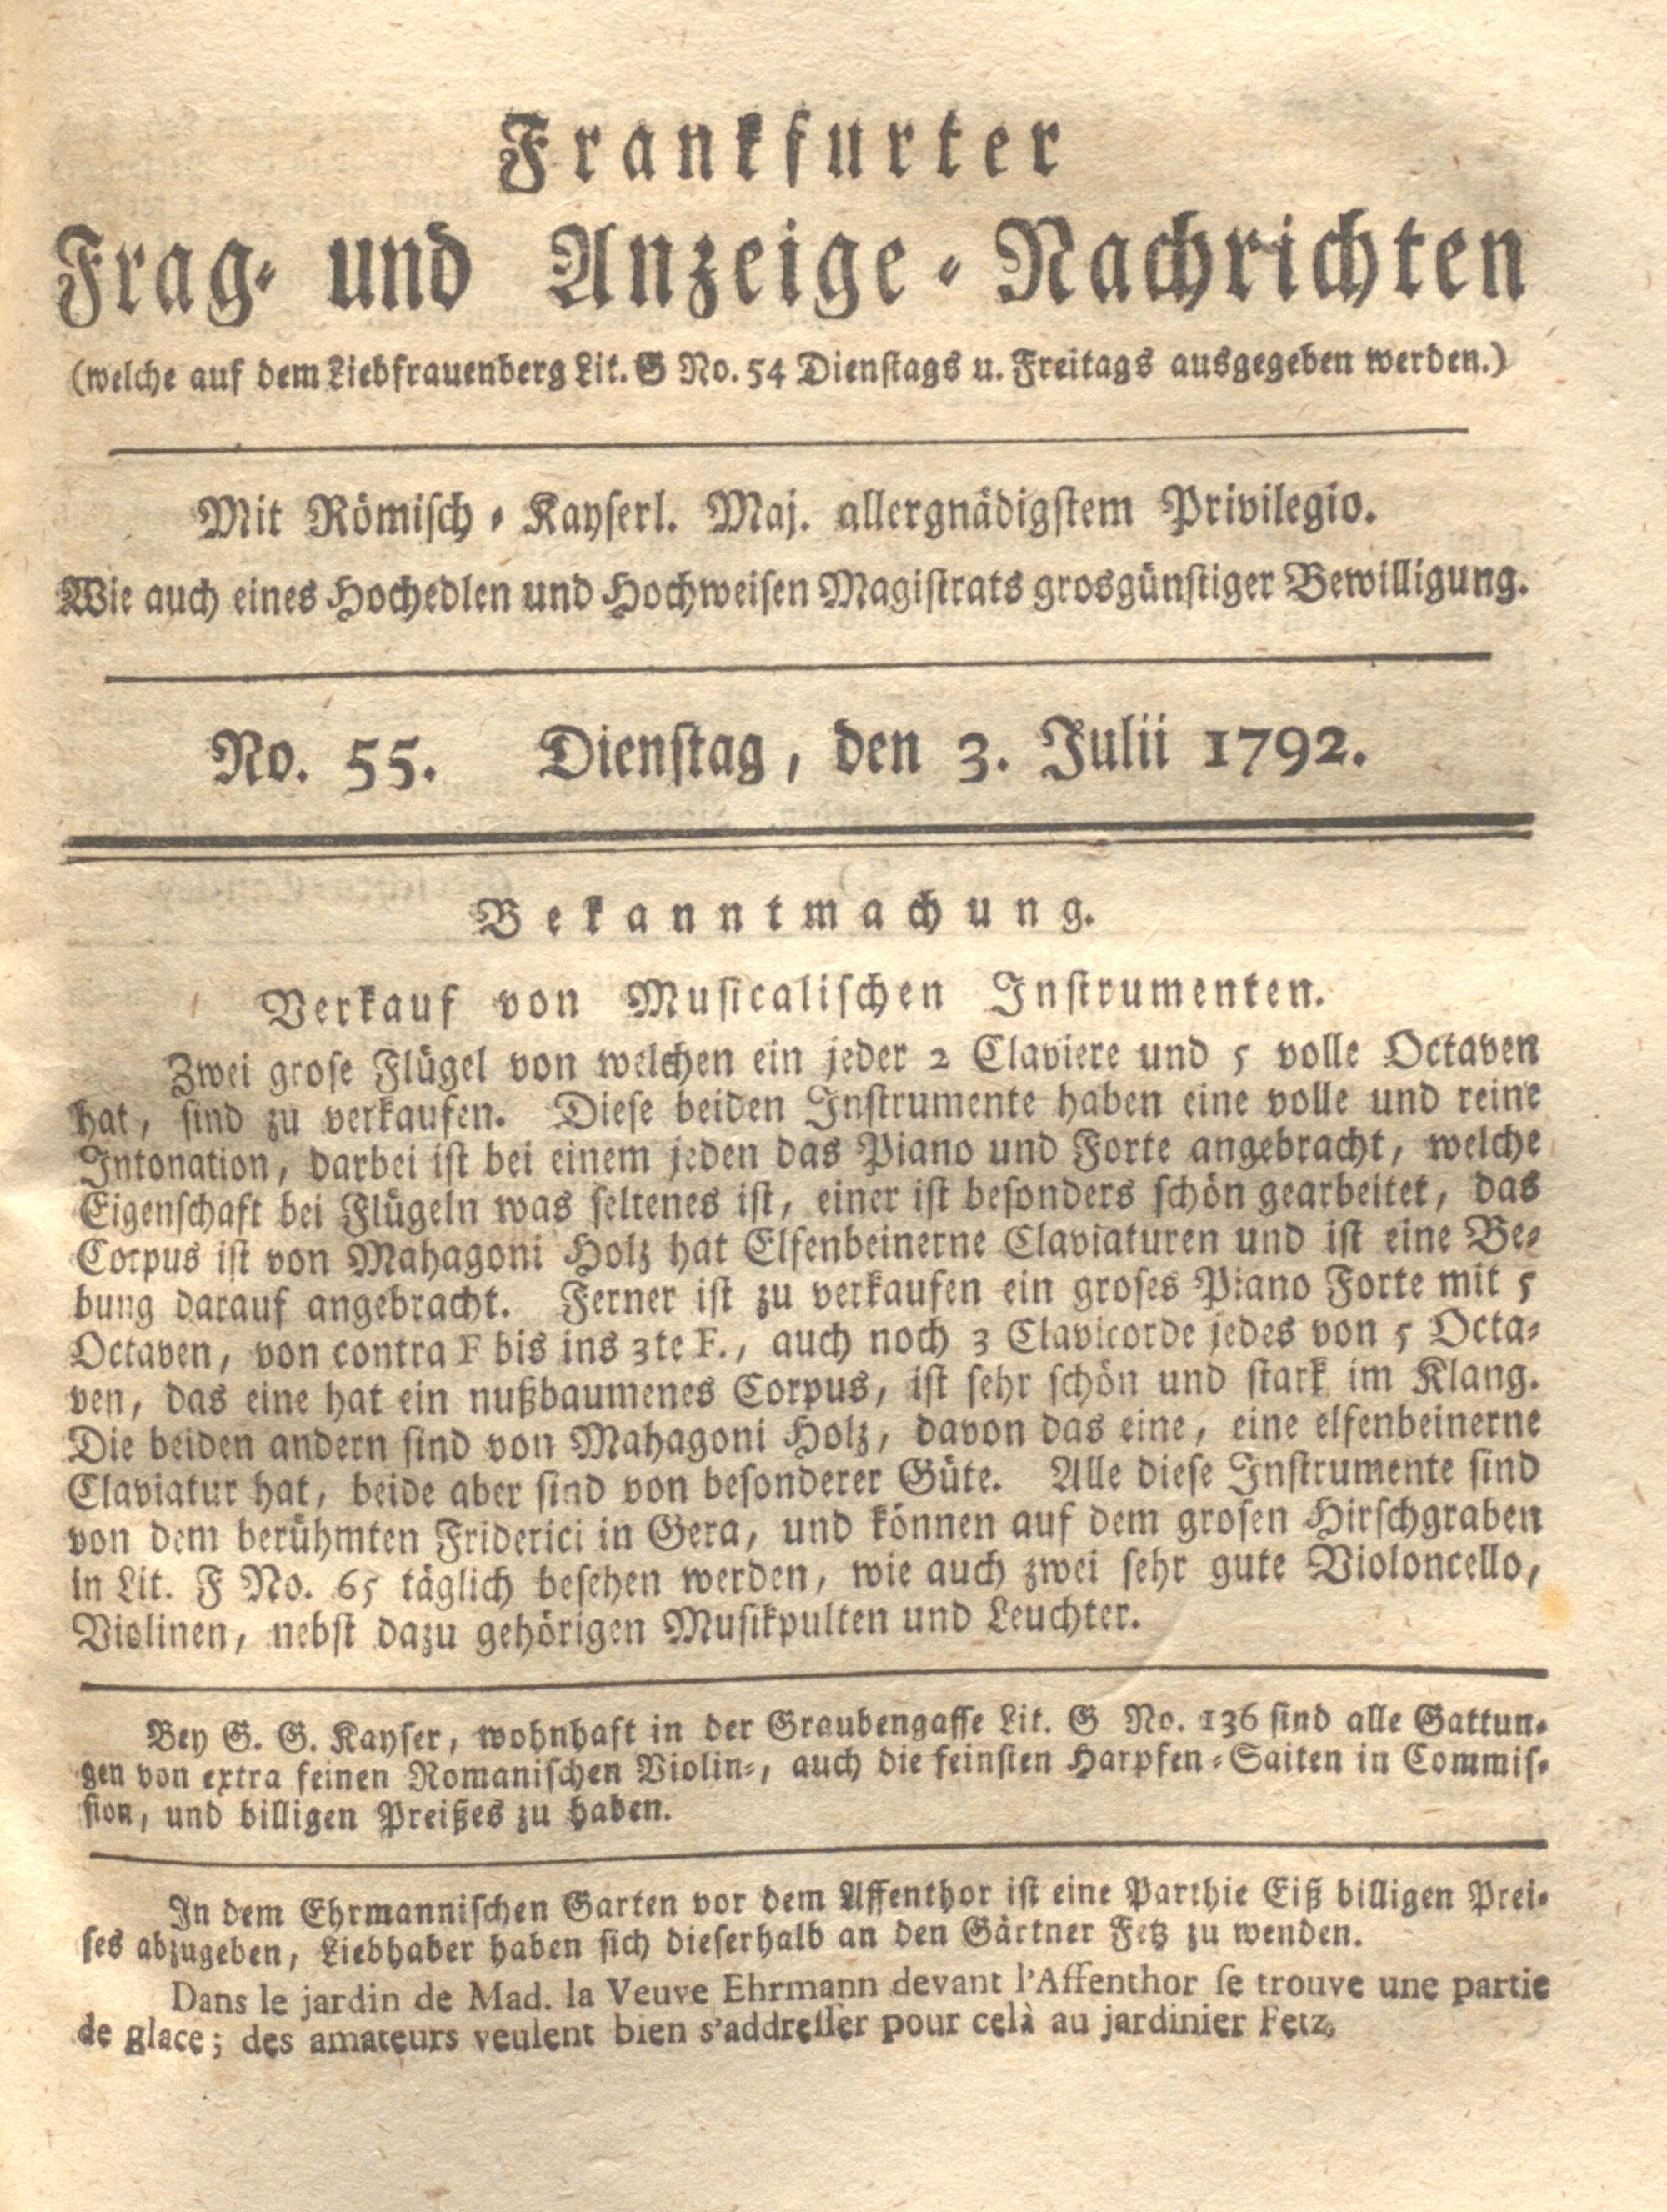 Frankfurter
Frag- und Anzeige-Nachrichten
(welche auf dem Liebfrauenberg Lit. G No. 54 Dienstags u. Freitags ausgegeben werden.)
Mit Römisch-Kayserl. Maj. allergnädigstem Privilegio.
Wie auch eines Hochedlen und Hochweisen Magistrats grosgünstiger Bewilligung.
No. 55. Dienstag, den 3. Julii 1792.
Bekanntmachung.
Verkauf von Musicalischen Instrumenten.
Zwei grose Flügel von welchen ein jeder 2 Claviere und 5 volle Octaven
hat, sind zu verkaufen. Diese beiden Instrumente haben eine volle und reine
Intonation, darbei ist bei einem jeden das Piano und Forte angebracht, welche
Eigenschaft bei Flügeln was seltenes ist, einer ist besonders schön gearbeitet, das
Corpus ist von Mahagoni Holz hat Elfenbeinerne Claviaturen und ist eine Be-
bung darauf angebracht. Ferner ist zu verkaufen ein groses Piano Forte mit 5
Octaven, von contra F bis ins 3te F., auch noch 3 Clavicorde jedes von 5 Octa-
ven, das eine hat ein nußbaumenes Corpus, ist sehr schön und stark im Klang.
Die beiden andern sind von Mahagoni Holz, davon das eine, eine elfenbeinerne
Claviatur hat, beide aber sind von besonderer Güte. Alle diese Instrumente sind
von dem berühmten Friderici in Gera, und können auf dem grosen Hirschgraben
in Lit. F No. 65 täglich besehen werden, wie auch zwei sehr gute Violoncello,
Violinen, nebst dazu gehörigen Musikpulten und Leuchter.
Bey G. G. Kayser, wohnhaft in der Graubengasse Lit. G No. 136 sind alle Gattun-
gen von extra feinen Romanischen Violin-, auch die feinsten Harpfen-Saiten in Commis-
sion, und billigen Preißes zu haben.
In dem Ehrmannischen Garten vor dem Affenthor ist eine Parthie Eiß billigen Prei-
ses abzugeben, Liebhaber haben sich dieserhalb an den Gärtner Fetz zu wenden.
Dans le jardin de Mad. la Veuve Ehrmann devant l'Affenthor se trouve une partie
de glace; des amateurs veulent bien s'addresser pour celà au jardinier Fetz.